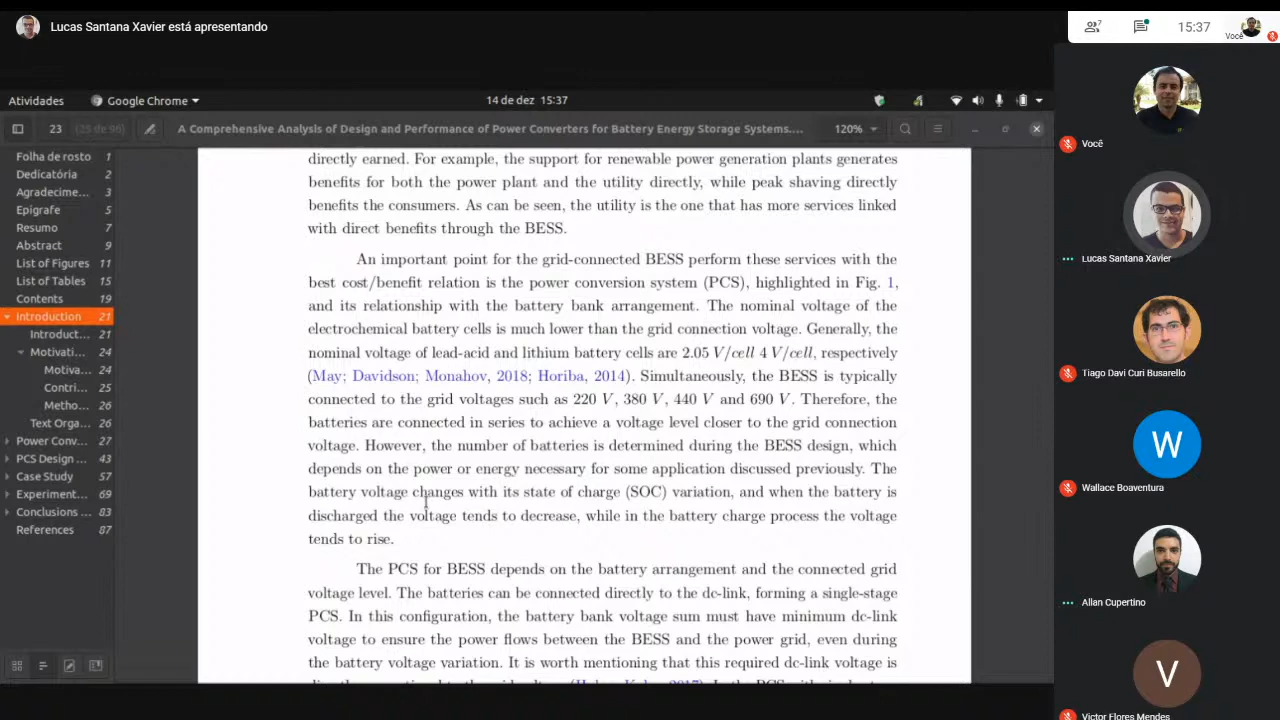 Lucas Santana Xavier está apresentando
7
15:37
Você
Atividades
Google Chrome
14 de dez 15:37
23
(25 de 96)
A Comprehensive Analysis of Design and Performance of Power Converters for Battery Energy Storage Systems....
120%
Folha de rosto 1
Dedicatória 2
Agradecime... 3
Epigrafe 5
Resumo 7
Abstract 9
List of Figures 11
List of Tables 15
Contents 19
Introduction 21
Introduct... 21
Motivati... 24
Motiva... 24
Contri... 25
Metho... 26
Text Orga... 26
Power Conv... 27
PCS Design ... 43
Case Study 57
Experiment... 69
Conclusions ... 83
References 87
directly earned. For example, the support for renewable power generation plants generates
benefits for both the power plant and the utility directly, while peak shaving directly
benefits the consumers. As can be seen, the utility is the one that has more services linked
with direct benefits through the BESS.
An important point for the grid-connected BESS perform these services with the
best cost/benefit relation is the power conversion system (PCS), highlighted in Fig. 1,
and its relationship with the battery bank arrangement. The nominal voltage of the
electrochemical battery cells is much lower than the grid connection voltage. Generally, the
nominal voltage of lead-acid and lithium battery cells are 2.05 V/cell 4 V/cell, respectively
(May; Davidson; Monahov, 2018; Horiba, 2014). Simultaneously, the BESS is typically
connected to the grid voltages such as 220 V, 380 V, 440 V and 690 V. Therefore, the
batteries are connected in series to achieve a voltage level closer to the grid connection
voltage. However, the number of batteries is determined during the BESS design, which
depends on the power or energy necessary for some application discussed previously. The
battery voltage changes with its state of charge (SOC) variation, and when the battery is
discharged the voltage tends to decrease, while in the battery charge process the voltage
tends to rise.
The PCS for BESS depends on the battery arrangement and the connected grid
voltage level. The batteries can be connected directly to the dc-link, forming a single-stage
PCS. In this configuration, the battery bank voltage sum must have minimum dc-link
voltage to ensure the power flows between the BESS and the power grid, even during
the battery voltage variation. It is worth mentioning that this required dc-link voltage is
Você
Lucas Santana Xavier
Tiago Davi Curi Busarello
W
Wallace Boaventura
Allan Cupertino
V
Victor Flores Mendes